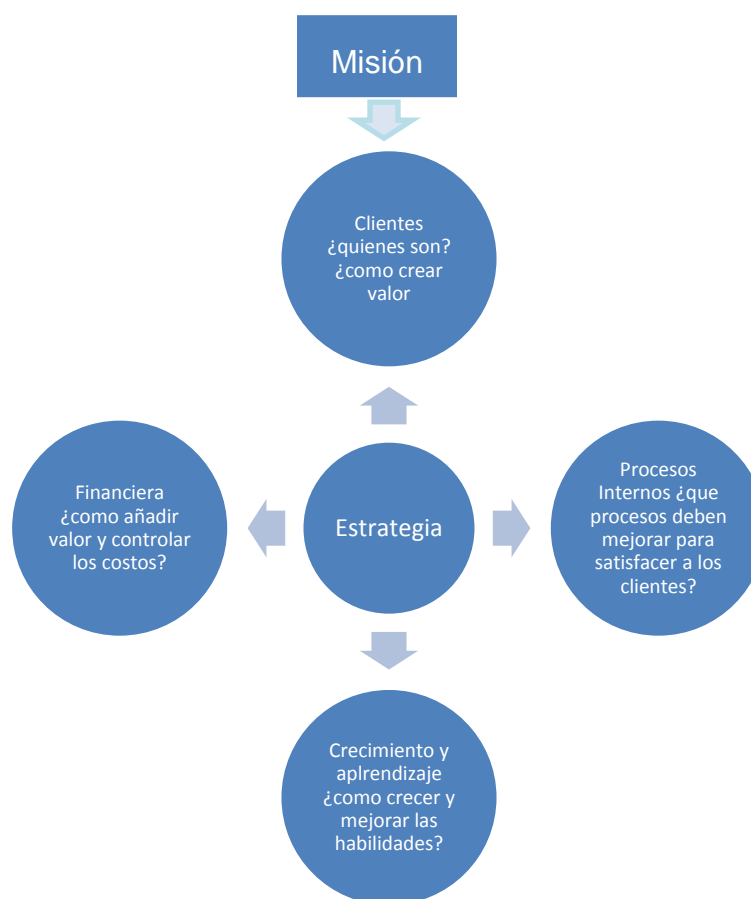 Misión
Clientes
¿quienes son?
¿como crear
valor
Financiera
¿como añadir
valor y controlar
los costos?
Estrategia
Procesos
Internos ¿que
procesos deben
mejorar para
satisfacer a los
clientes?
Crecimiento y
aplrendizaje
¿como crecer y
mejorar las
habilidades?